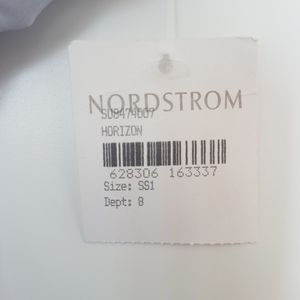 NORDSTROM
508474607
HORIZON
628306 163337
Size: SS1
Dept: 8